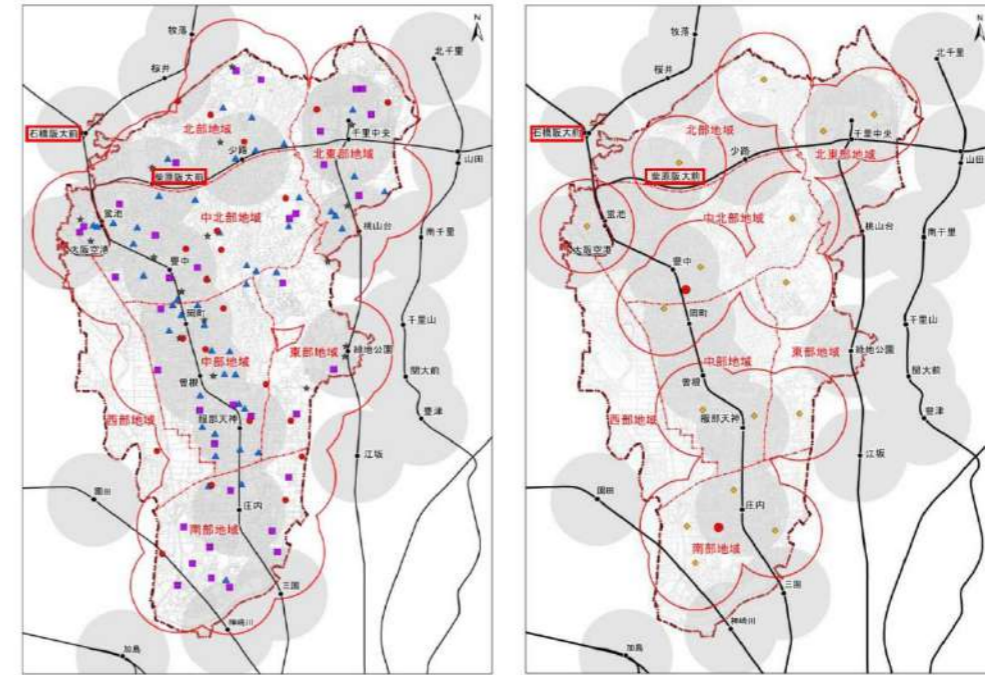 N
牧落
桜井
北千里
石橋阪大前
北部地域
千里中央
少路
北東部地域
山田
柴原阪大前
蛍池
中北部地域
桃山台
南千里
大阪空港
豊中
岡町
千里山
東部地域
緑地公園
中部地域
関大前
曽根
西部地域
服部天神
豊津
江坂
園田
庄内
南部地域
三国
神崎川
加島
N
牧落
桜井
北千里
石橋阪大前
北部地域
千里中央
少路
北東部地域
山田
柴原阪大前
蛍池
中北部地域
桃山台
南千里
大阪空港
豊中
岡町
千里山
東部地域
緑地公園
中部地域
関大前
曽根
西部地域
服部天神
豊津
江坂
園田
庄内
南部地域
三国
神崎川
加島